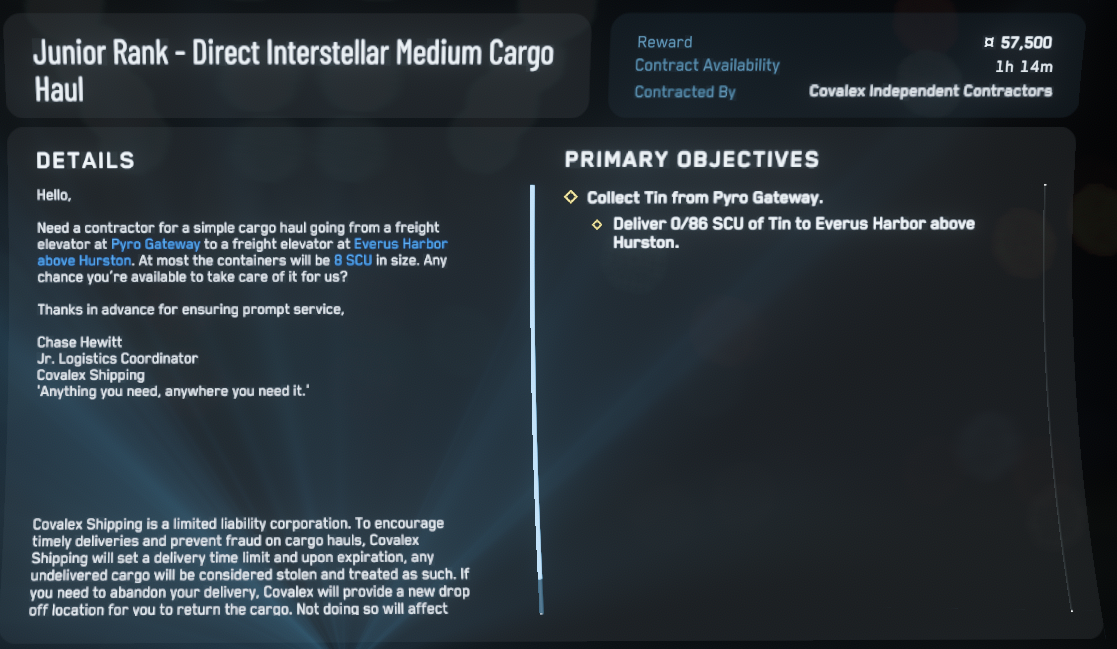 Junior Rank - Direct Interstellar Medium Cargo
Haul
Reward ¤ 57,500
Contract Availability 1h 14m
Contracted By Covalex Independent Contractors
DETAILS
Hello,
Need a contractor for a simple cargo haul going from a freight
elevator at Pyro Gateway to a freight elevator at Everus Harbor
above Hurston. At most the containers will be 8 SCU in size. Any
chance you're available to take care of it for us?
Thanks in advance for ensuring prompt service,
Chase Hewitt
Jr. Logistics Coordinator
Covalex Shipping
'Anything you need, anywhere you need it.'
Covalex Shipping is a limited liability corporation. To encourage
timely deliveries and prevent fraud on cargo hauls, Covalex
Shipping will set a delivery time limit and upon expiration, any
undelivered cargo will be considered stolen and treated as such. If
you need to abandon your delivery, Covalex will provide a new drop
off location for you to return the cargo. Not doing so will affect
PRIMARY OBJECTIVES
Collect Tin from Pyro Gateway.
Deliver 0/86 SCU of Tin to Everus Harbor above
Hurston.